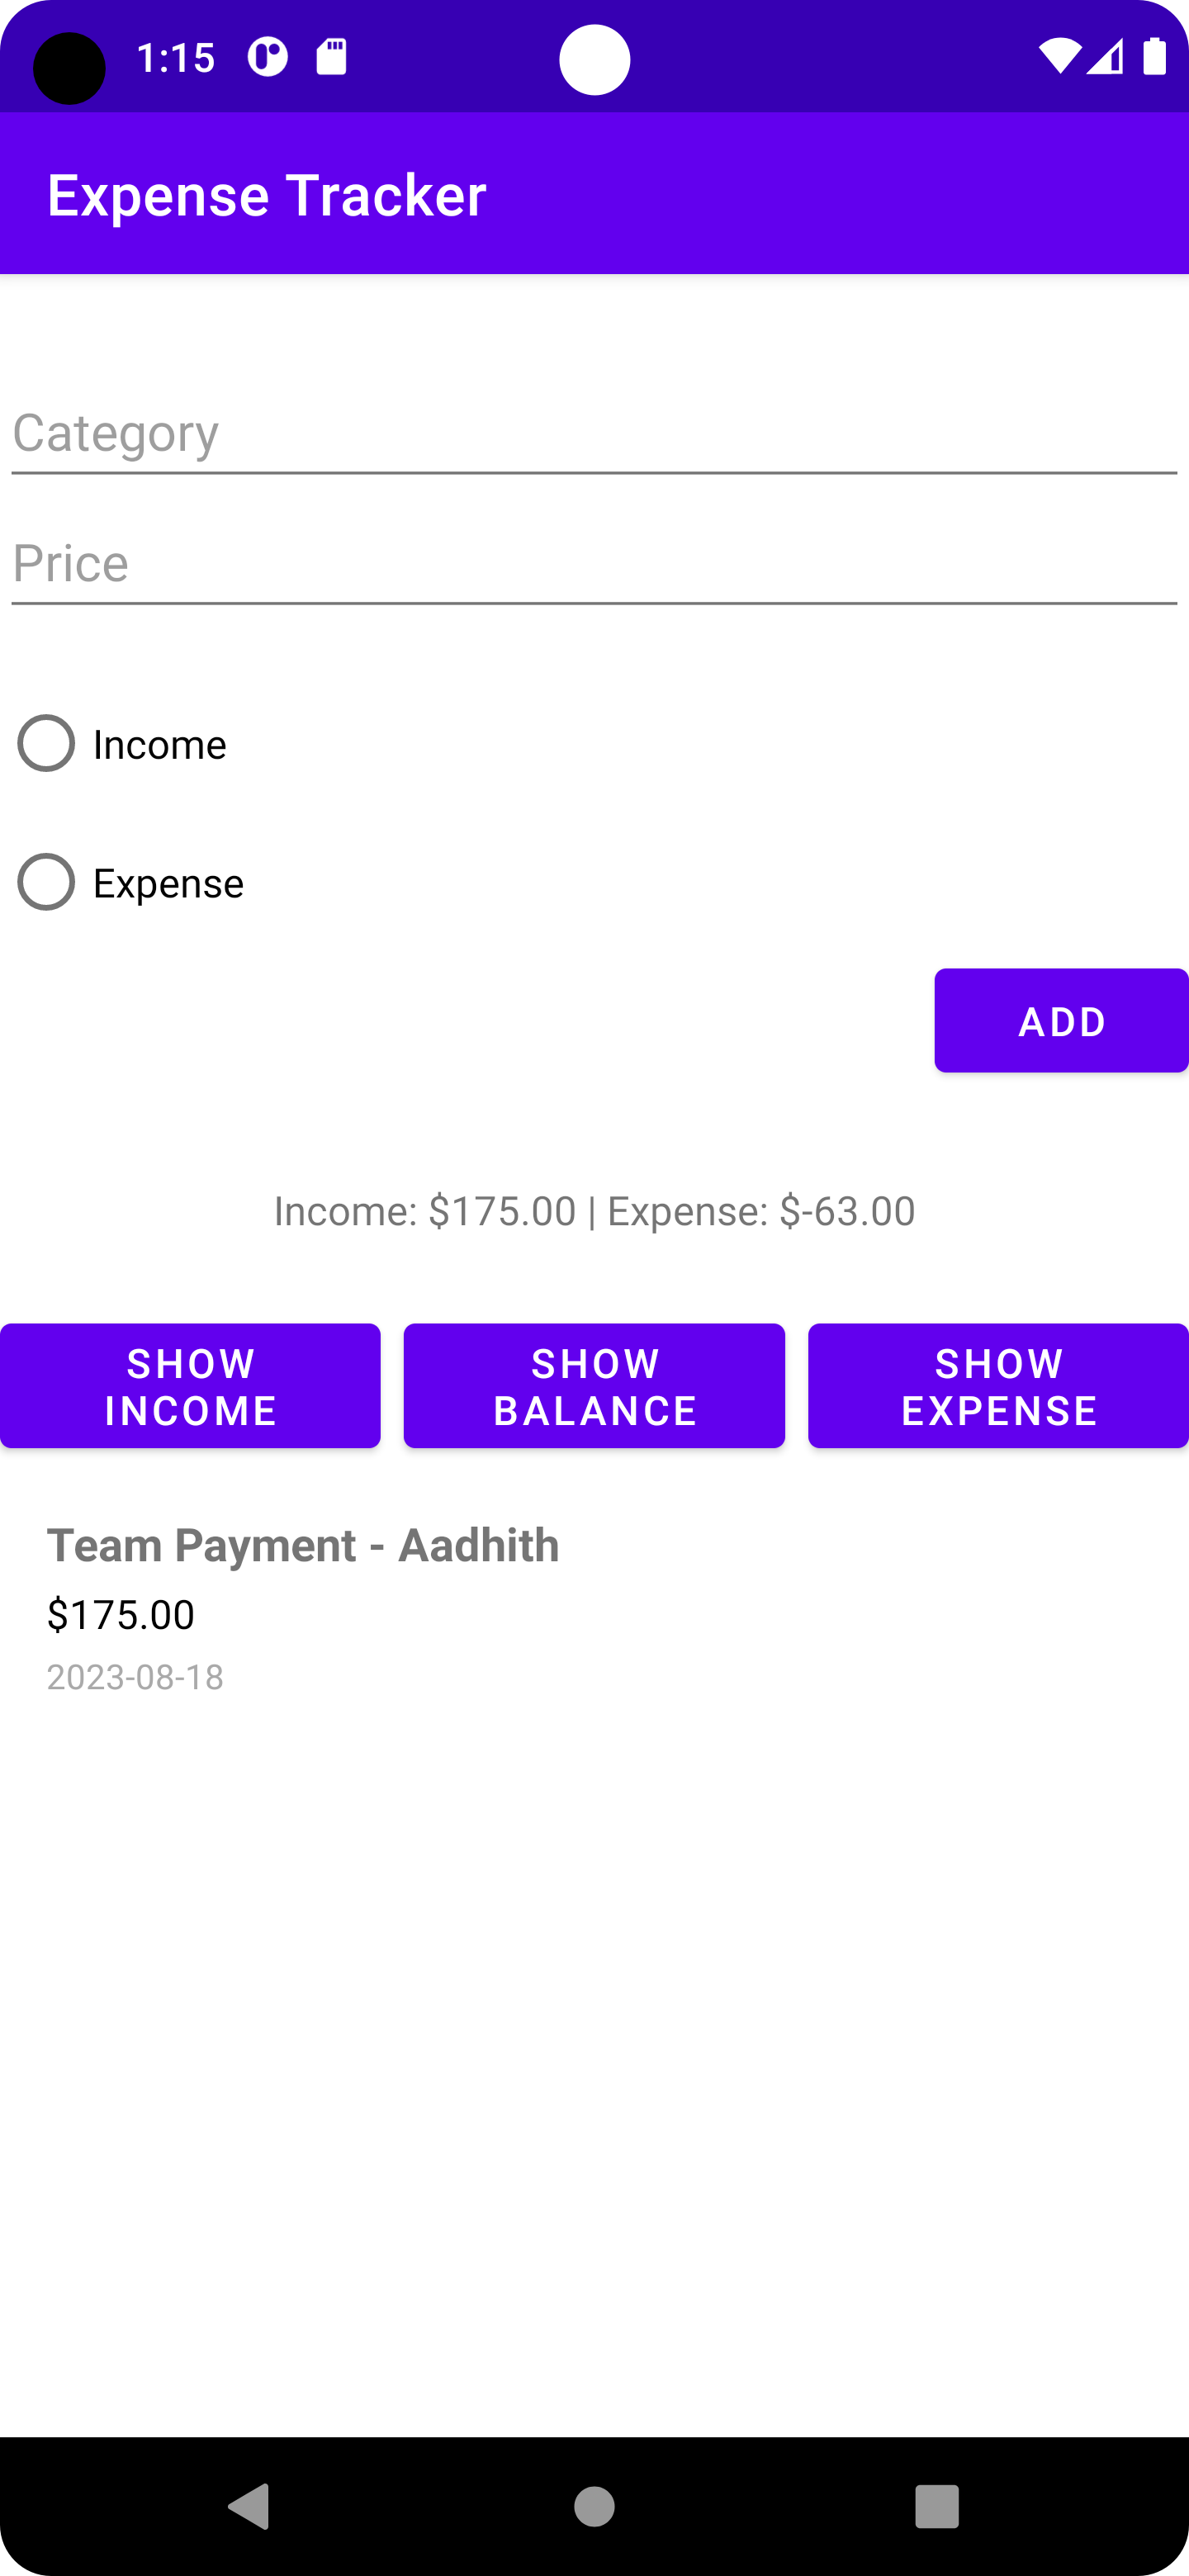 1:15
Expense Tracker
Category
Price
Income
Expense
ADD
Income: $175.00 | Expense: $-63.00
SHOW
INCOME
SHOW
BALANCE
SHOW
EXPENSE
Team Payment - Aadhith
$175.00
2023-08-18